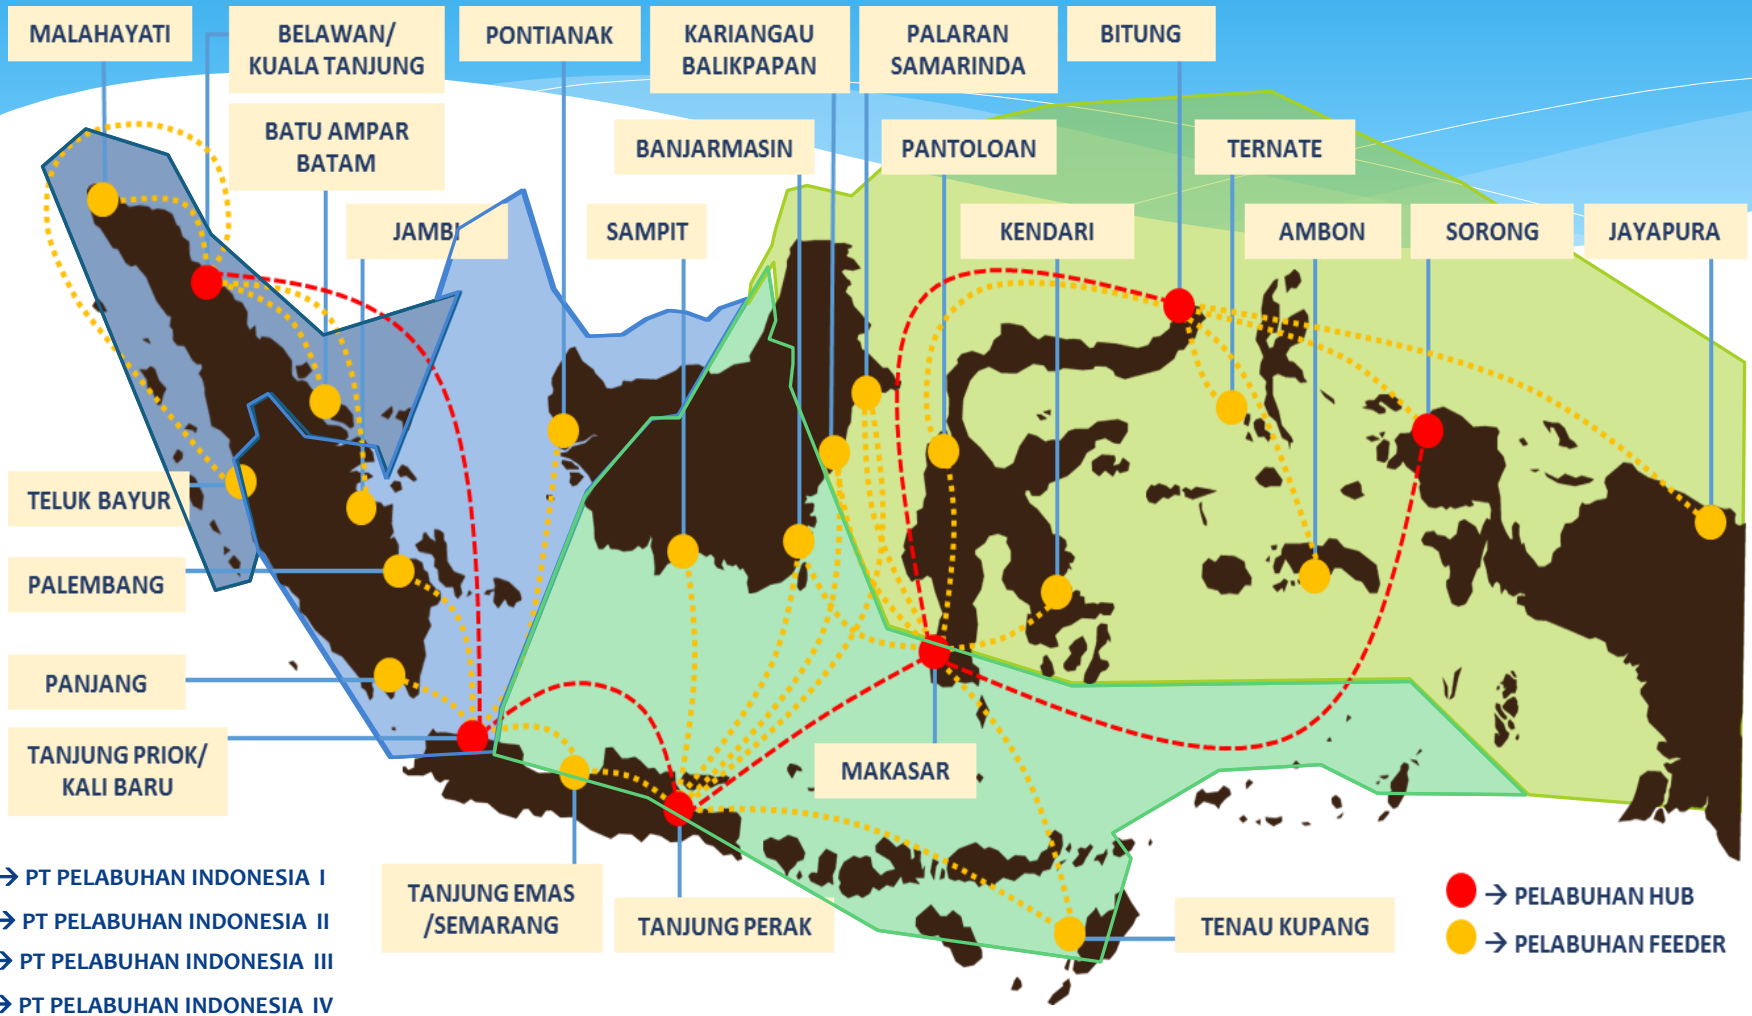 MALAHAYATI
BELAWAN/
KUALA TANJUNG
PONTIANAK
KARIANGAU
BALIKPAPAN
PALARAN
SAMARINDA
BITUNG
BATU AMPAR
BATAM
BANJARMASIN
PANTOLOAN
TERNATE
JAMBI
SAMPIT
KENDARI
AMBON
SORONG
JAYAPURA
TELUK BAYUR
PALEMBANG
PANJANG
TANJUNG PRIOK/
KALI BARU
MAKASAR
TANJUNG EMAS
/SEMARANG
TANJUNG PERAK
TENAU KUPANG
→ PT PELABUHAN INDONESIA I
→ PT PELABUHAN INDONESIA II
→ PT PELABUHAN INDONESIA III
→ PT PELABUHAN INDONESIA IV
→ PELABUHAN HUB
→ PELABUHAN FEEDER